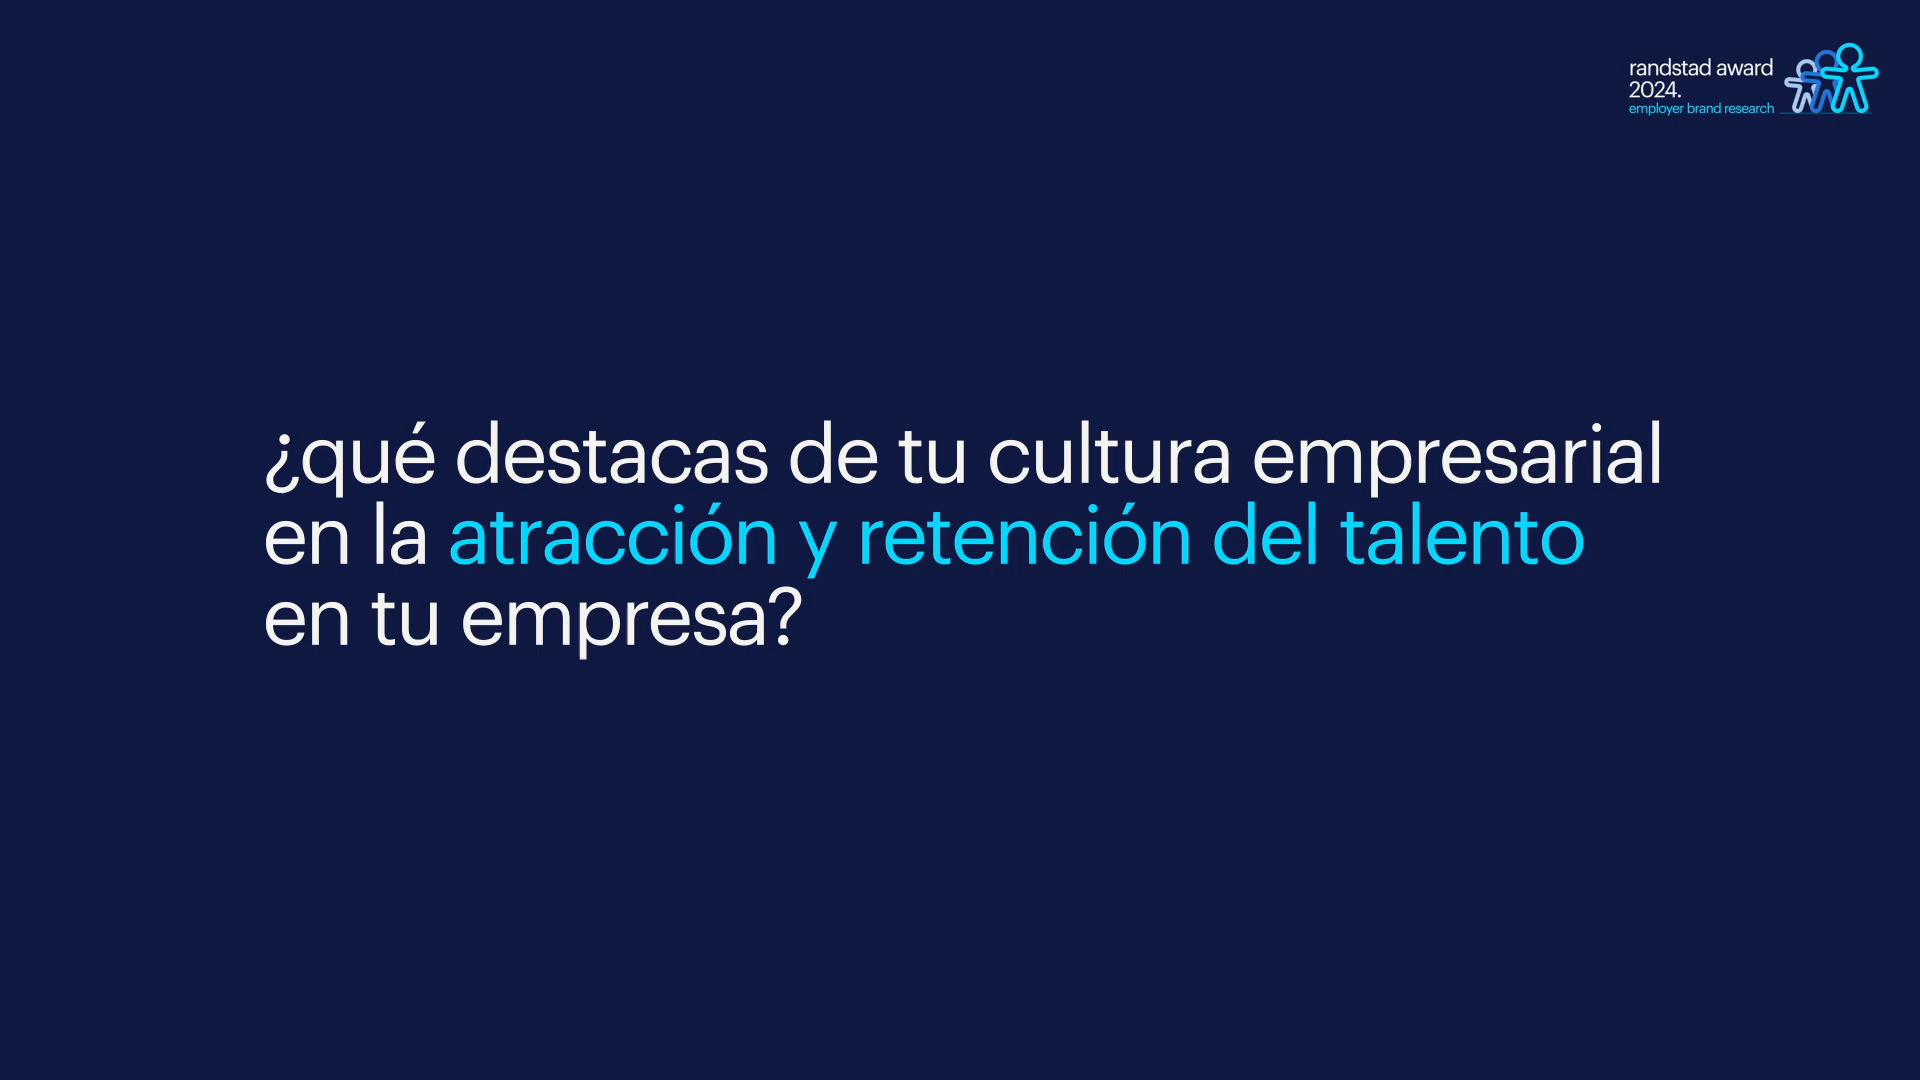 randstad award
2024.
employer brand research
¿qué destacas de tu cultura empresarial
en la atracción y retención del talento
en tu empresa?